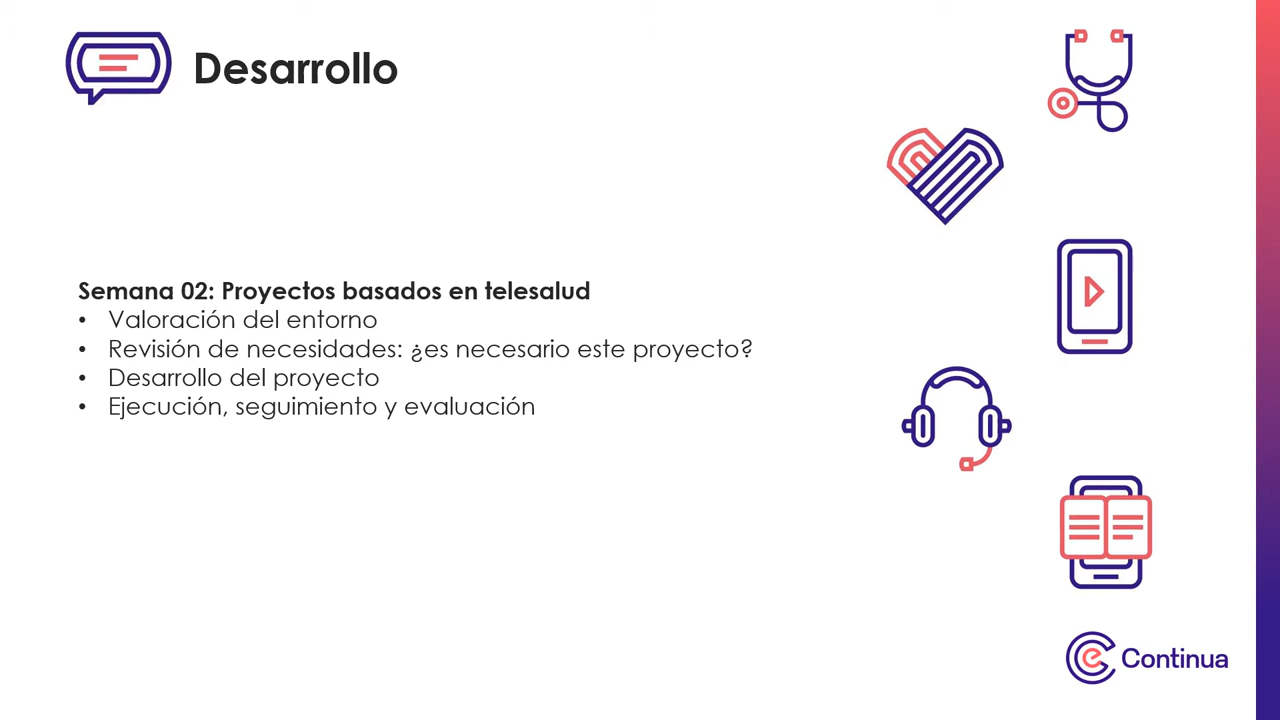 Desarrollo
Semana 02: Proyectos basados en telesalud
• Valoración del entorno
• Revisión de necesidades: ¿es necesario este proyecto?
• Desarrollo del proyecto
• Ejecución, seguimiento y evaluación
e Continua